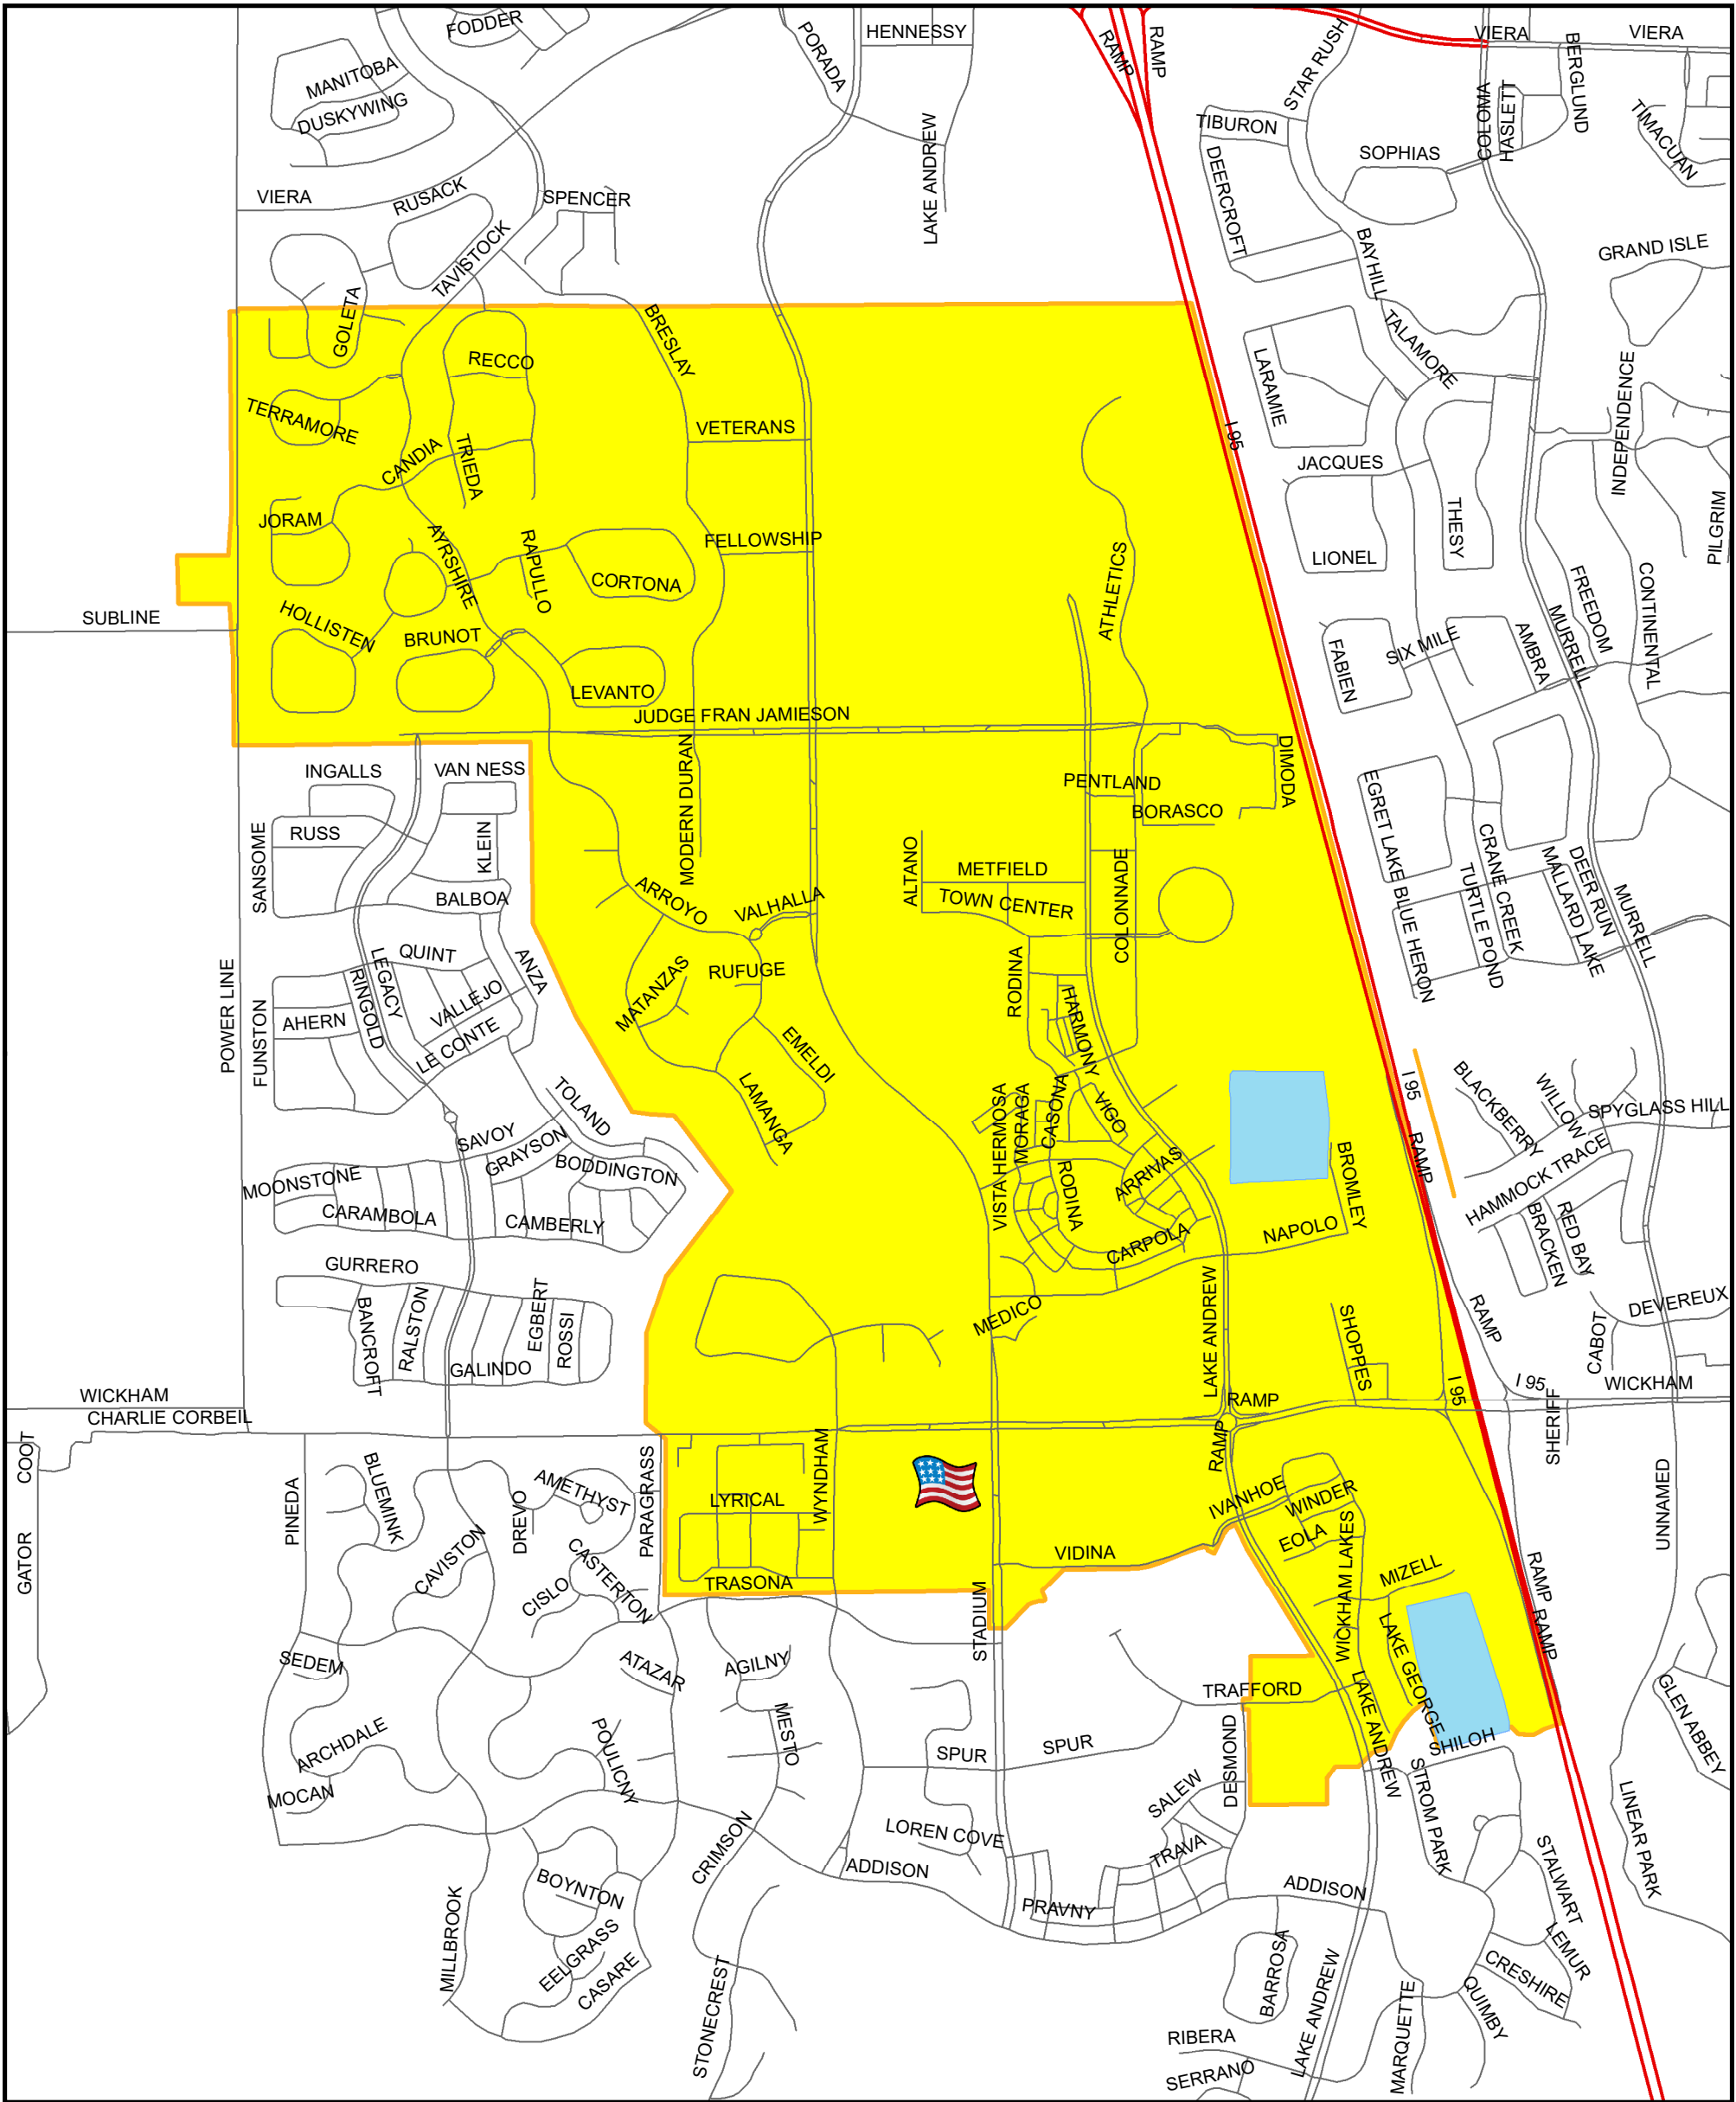 FODDER
HENNESSY
PORADA
RAMP
RAMP
STAR RUSH
VIERA
VIERA
BERGLUND
MANITOBA
DUSKYWING
LAKE ANDREW
TIBURON
COLOMA
HASLETT
TIMACUAN
SOPHIAS
DEERCROFT
VIERA
RUSACK
SPENCER
TAVISTOCK
BAYHILL
GRAND ISLE
GOLETA
BRESLAY
TALAMORE
RECCO
LARAMIE
INDEPENDENCE
TERRAMORE
VETERANS
I 95
CANDIA
TRIEDA
JACQUES
PILGRIM
JORAM
AYRSHIRE
RAPULLO
FELLOWSHIP
CORTONA
ATHLETICS
THESY
LIONEL
FREEDOM
CONTINENTAL
SUBLINE
HOLLISTEN
BRUNOT
LEVANTO
FABIEN
SIX MILE
AMBRA
MURRELL
JUDGE FRAN JAMIESON
INGALLS
VAN NESS
MODERN DURAN
PENTLAND
DIMODA
BORASCO
EGRET LAKE
RUSS
KLEIN
SANSOME
BALBOA
ARROYO
VALHALLA
ALTANO
METFIELD
TOWN CENTER
COLONNADE
BLUE HERON
CRANE CREEK
TURTLE POND
MALLARD LAKE
DEER RUN
MURRELL
POWER LINE
QUINT
LEGACY
RINGOLD
ANZA
VALLEJO
LE CONTE
AHERN
FUNSTON
MATANZAS
RUFUGE
EMELDI
RODINA
HARMONY
LAMANGA
TOLAND
VISTA HERMOSA
MORAGA
CASONA
VIGO
I 95
RAMP
BLACKBERRY
WILLOW
SPYGLASS HILL
SAVOY
GRAYSON
BODDINGTON
MOONSTONE
CARAMBOLA
CAMBERLY
RODINA
ARRIVAS
CARPOLA
NAPOLO
BROMLEY
HAMMOCK TRACE
BRACKEN
RED BAY
GURRERO
BANCROFT
RALSTON
EGBERT
ROSSI
GALINDO
MEDICO
LAKE ANDREW
SHOPPES
RAMP
CABOT
DEVEREUX
WICKHAM
CHARLIE CORBEIL
RAMP
I 95
I 95
WICKHAM
SHERIFF
COOT
GATOR
PINEDA
BLUEMINK
AMETHYST
DREVO
PARAGRASS
LYRICAL
WYNDHAM
RAMP
IVANHOE
WINDER
EOLA
UNNAMED
CAVISTON
CISLO
CASTERTON
TRASONA
VIDINA
WICKHAM LAKES
MIZELL
RAMP
RAMP
STADIUM
SEDEM
ATAZAR
AGILNY
TRAFFORD
LAKE GEORGE
LAKE ANDREW
GLEN ABBEY
ARCHDALE
MOCAN
POULICNY
MESTO
SPUR
SPUR
DESMOND
SHILOH
SALEW
STROM PARK
LINEAR PARK
CRIMSON
LOREN COVE
ADDISON
TRAVA
STALWART
BOYNTON
PRAVNY
ADDISON
MILLBROOK
EELGRASS
CASARE
STONECREST
BARROSA
LAKE ANDREW
LEMUR
CRESHIRE
QUIMBY
MARQUETTE
RIBERA
SERRANO